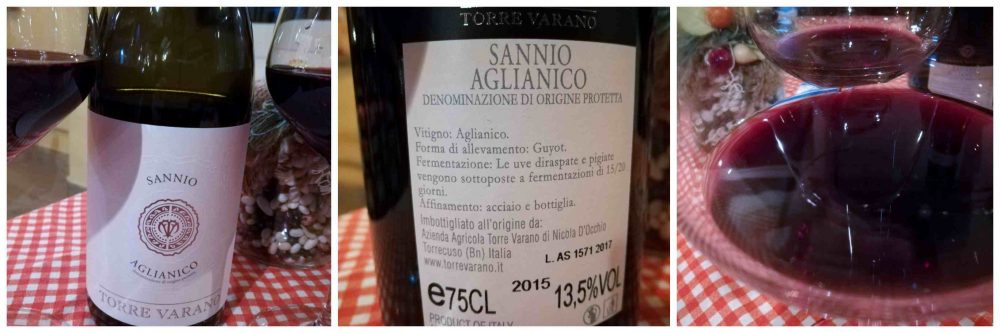 SANNIO
AGLIANICO
TORRE VARANO
TORRE VARANO
SANNIO
AGLIANICO
DENOMINAZIONE DI ORIGINE PROTETTA
Vitigno: Aglianico.
Forma di allevamento: Guyot.
Fermentazione: Le uve diraspate e pigiate
vengono sottoposte a fermentazioni di 15/20
giorni.
Affinamento: acciaio e bottiglia.
Imbottigliato all'origine da:
Azienda Agricola Torre Varano di Nicola D'Occhio
Torrecuso (Bn) Italia
www.torrevarano.it
L. AS 1571 2017
e75CL 2015 13,5%VOL
PRODUCT OF ITALY